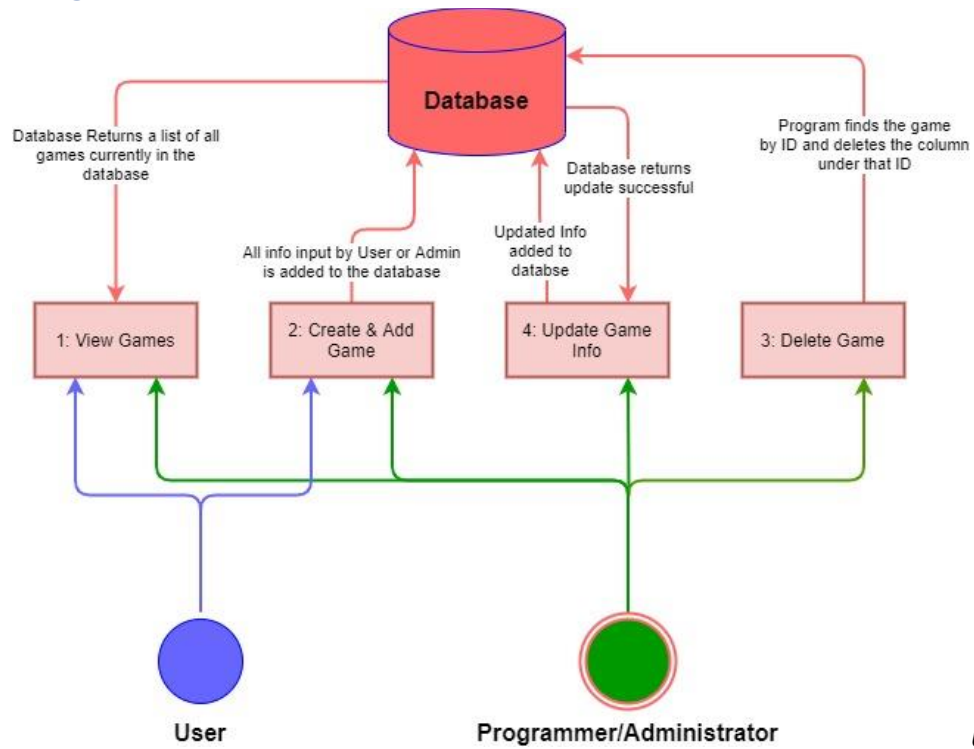 Database
Database Returns a list of all
games currently in the
database
Program finds the game
by ID and deletes the column
under that ID
Database returns
update successful
All info input by User or Admin
is added to the database
Updated Info
added to
databse
1: View Games
2: Create & Add
Game
4: Update Game
Info
3: Delete Game
User
Programmer/Administrator